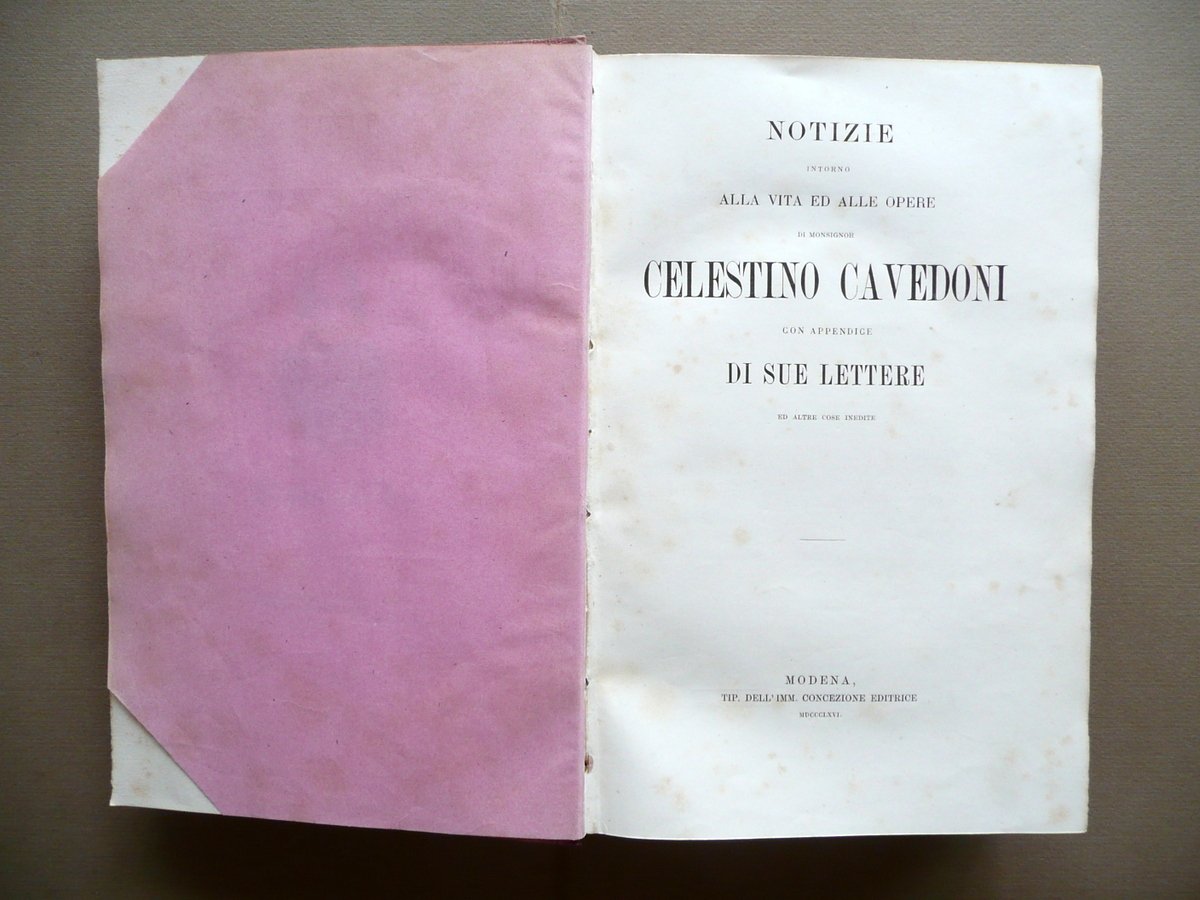 NOTIZIE
INTORNO
ALLA VITA ED ALLE OPERE
DI MONSIGNOR
CELESTINO CAVEDONI
CON APPENDICE
DI SUE LETTERE
ED ALTRE COSE INEDITE
MODENA,
TIP. DELL'IMM. CONCEZIONE EDITRICE
MDCCCLXVI.